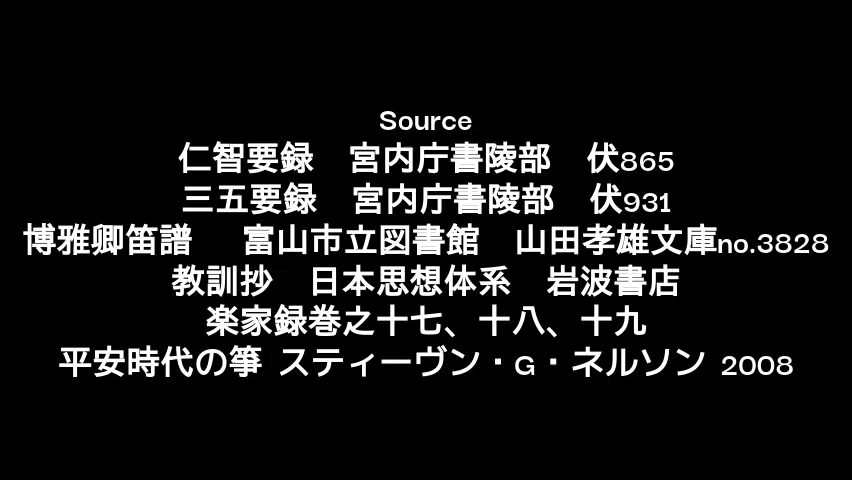 Source
仁智要録　宮内庁書陵部　伏865
三五要録　宮内庁書陵部　伏931
博雅卿笛譜　 富山市立図書館　山田孝雄文庫no.3828
教訓抄　日本思想体系　岩波書店
楽家録巻之十七、十八、十九
平安時代の箏 スティーヴン・G・ネルソン 2008